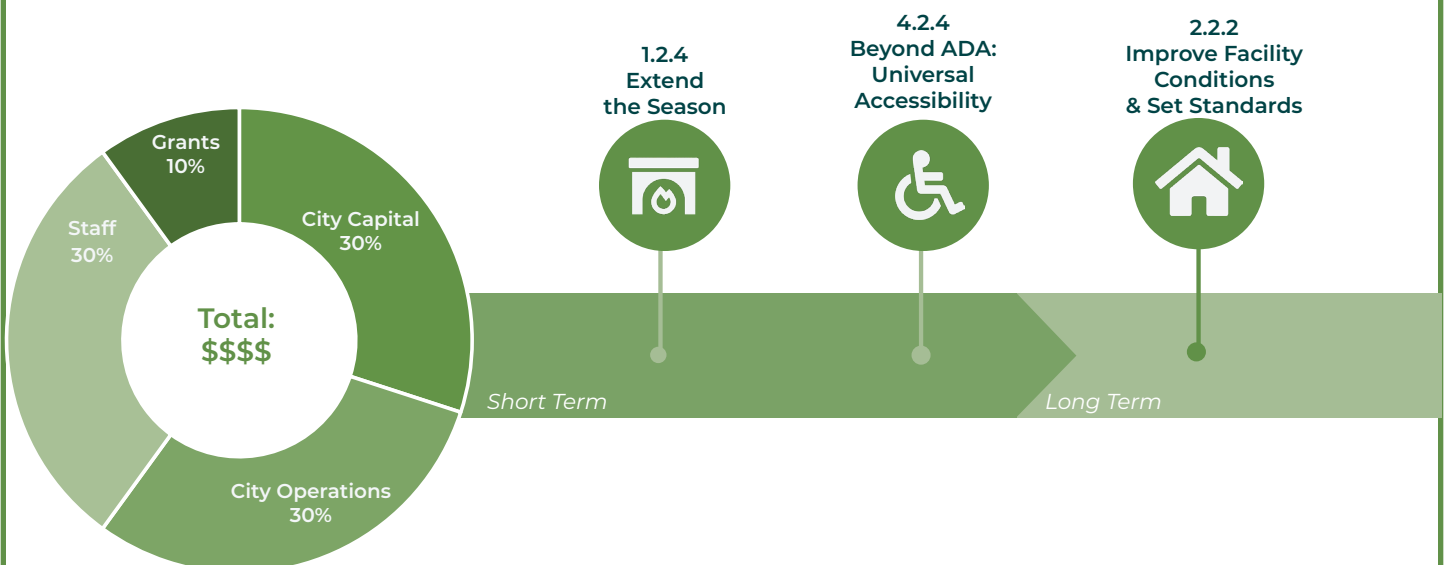 Grants
10%
City Capital
30%
Staff
30%
Total:
$$$$
City Operations
30%
1.2.4
Extend
the Season
4.2.4
Beyond ADA:
Universal
Accessibility
2.2.2
Improve Facility
Conditions
& Set Standards
Short Term
Long Term